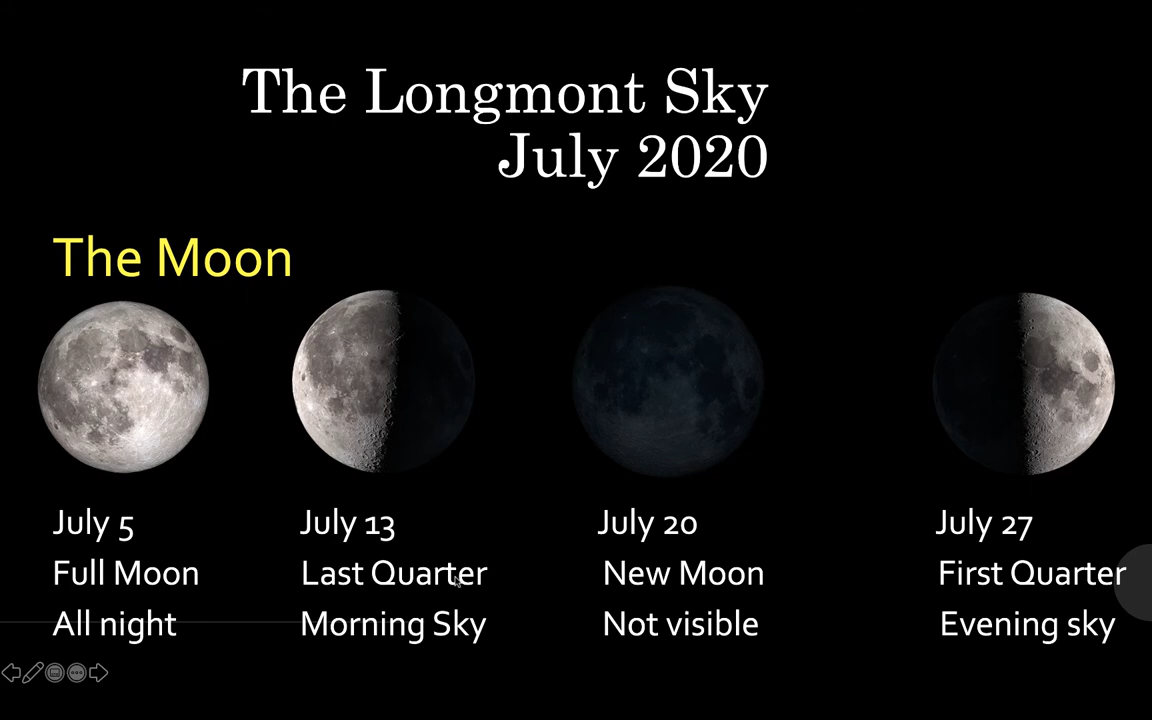 The Longmont Sky
July 2020
The Moon
July 5
Full Moon
All night
July 13
Last Quarter
Morning Sky
July 20
New Moon
Not visible
July 27
First Quarter
Evening sky